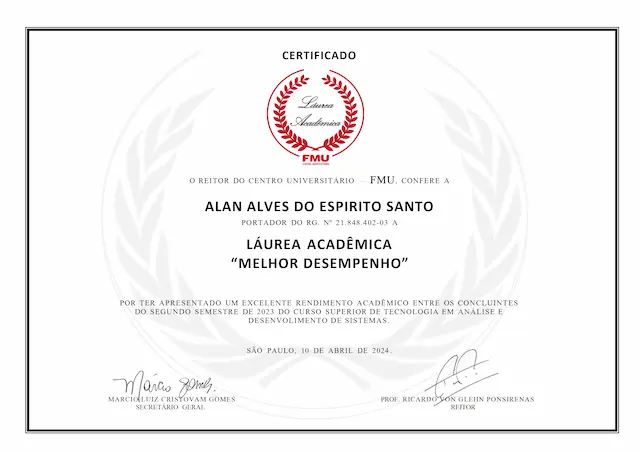 CERTIFICADO
Láurea
Acadêmica
FMU
O REITOR DO CENTRO UNIVERSITÁRIO – FMU, CONFERE A
ALAN ALVES DO ESPIRITO SANTO
PORTADOR DO RG. Nº 21.848.402-03 A
LÁUREA ACADÊMICA
“MELHOR DESEMPENHO”
POR TER APRESENTADO UM EXCELENTE RENDIMENTO ACADÊMICO ENTRE OS CONCLUINTES
DO SEGUNDO SEMESTRE DE 2023 DO CURSO SUPERIOR DE TECNOLOGIA EM ANÁLISE E
DESENVOLIMENTO DE SISTEMAS.
SÃO PAULO, 10 DE ABRIL DE 2024.
Márcio Gomes
MARCIO LUIZ CRISTOVAM GOMES
SECRETÁRIO GERAL
PROF. RICARDO VON GLEHN PONSIRENAS
REITOR